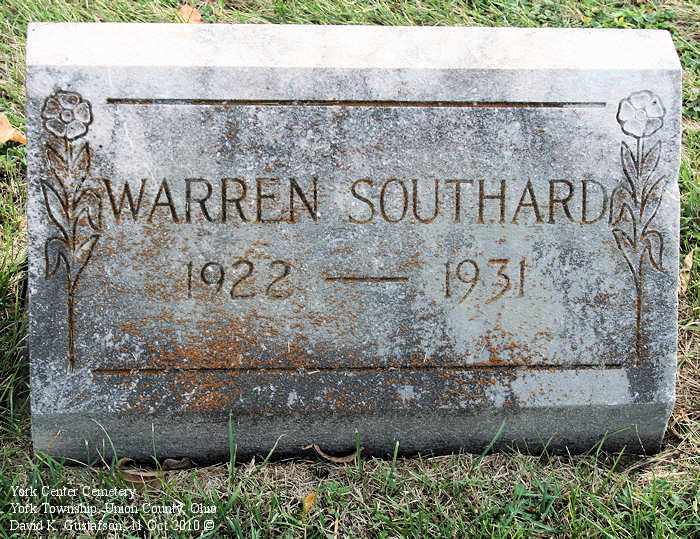 WARREN SOUTHARD
1922 — 1931
York Center Cemetery
York Township, Union County, Ohio
David K. Gustafson, 11 Oct 2010 ©